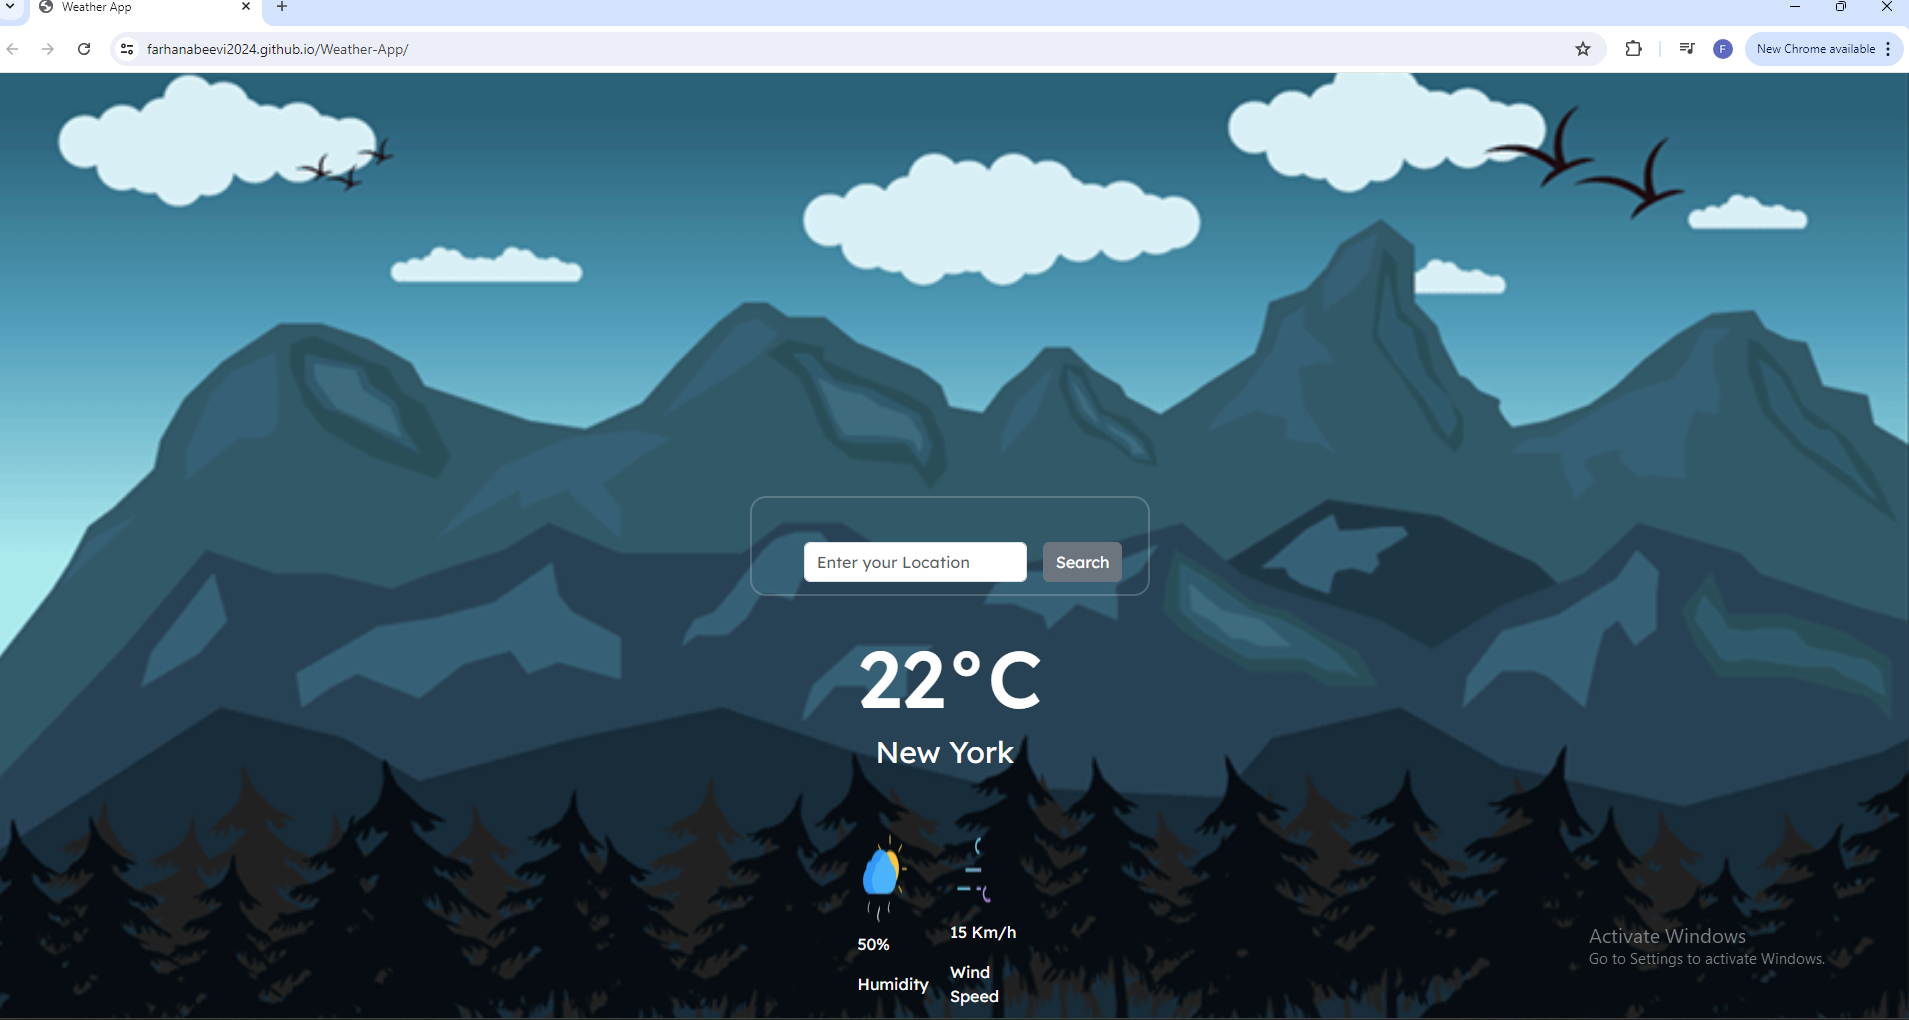 Weather App
farhanabeevi2024.github.io/Weather-App/
F
New Chrome available
Enter your Location
Search
22°C
New York
50%
Humidity
15 Km/h
Wind
Speed
Activate Windows
Go to Settings to activate Windows.